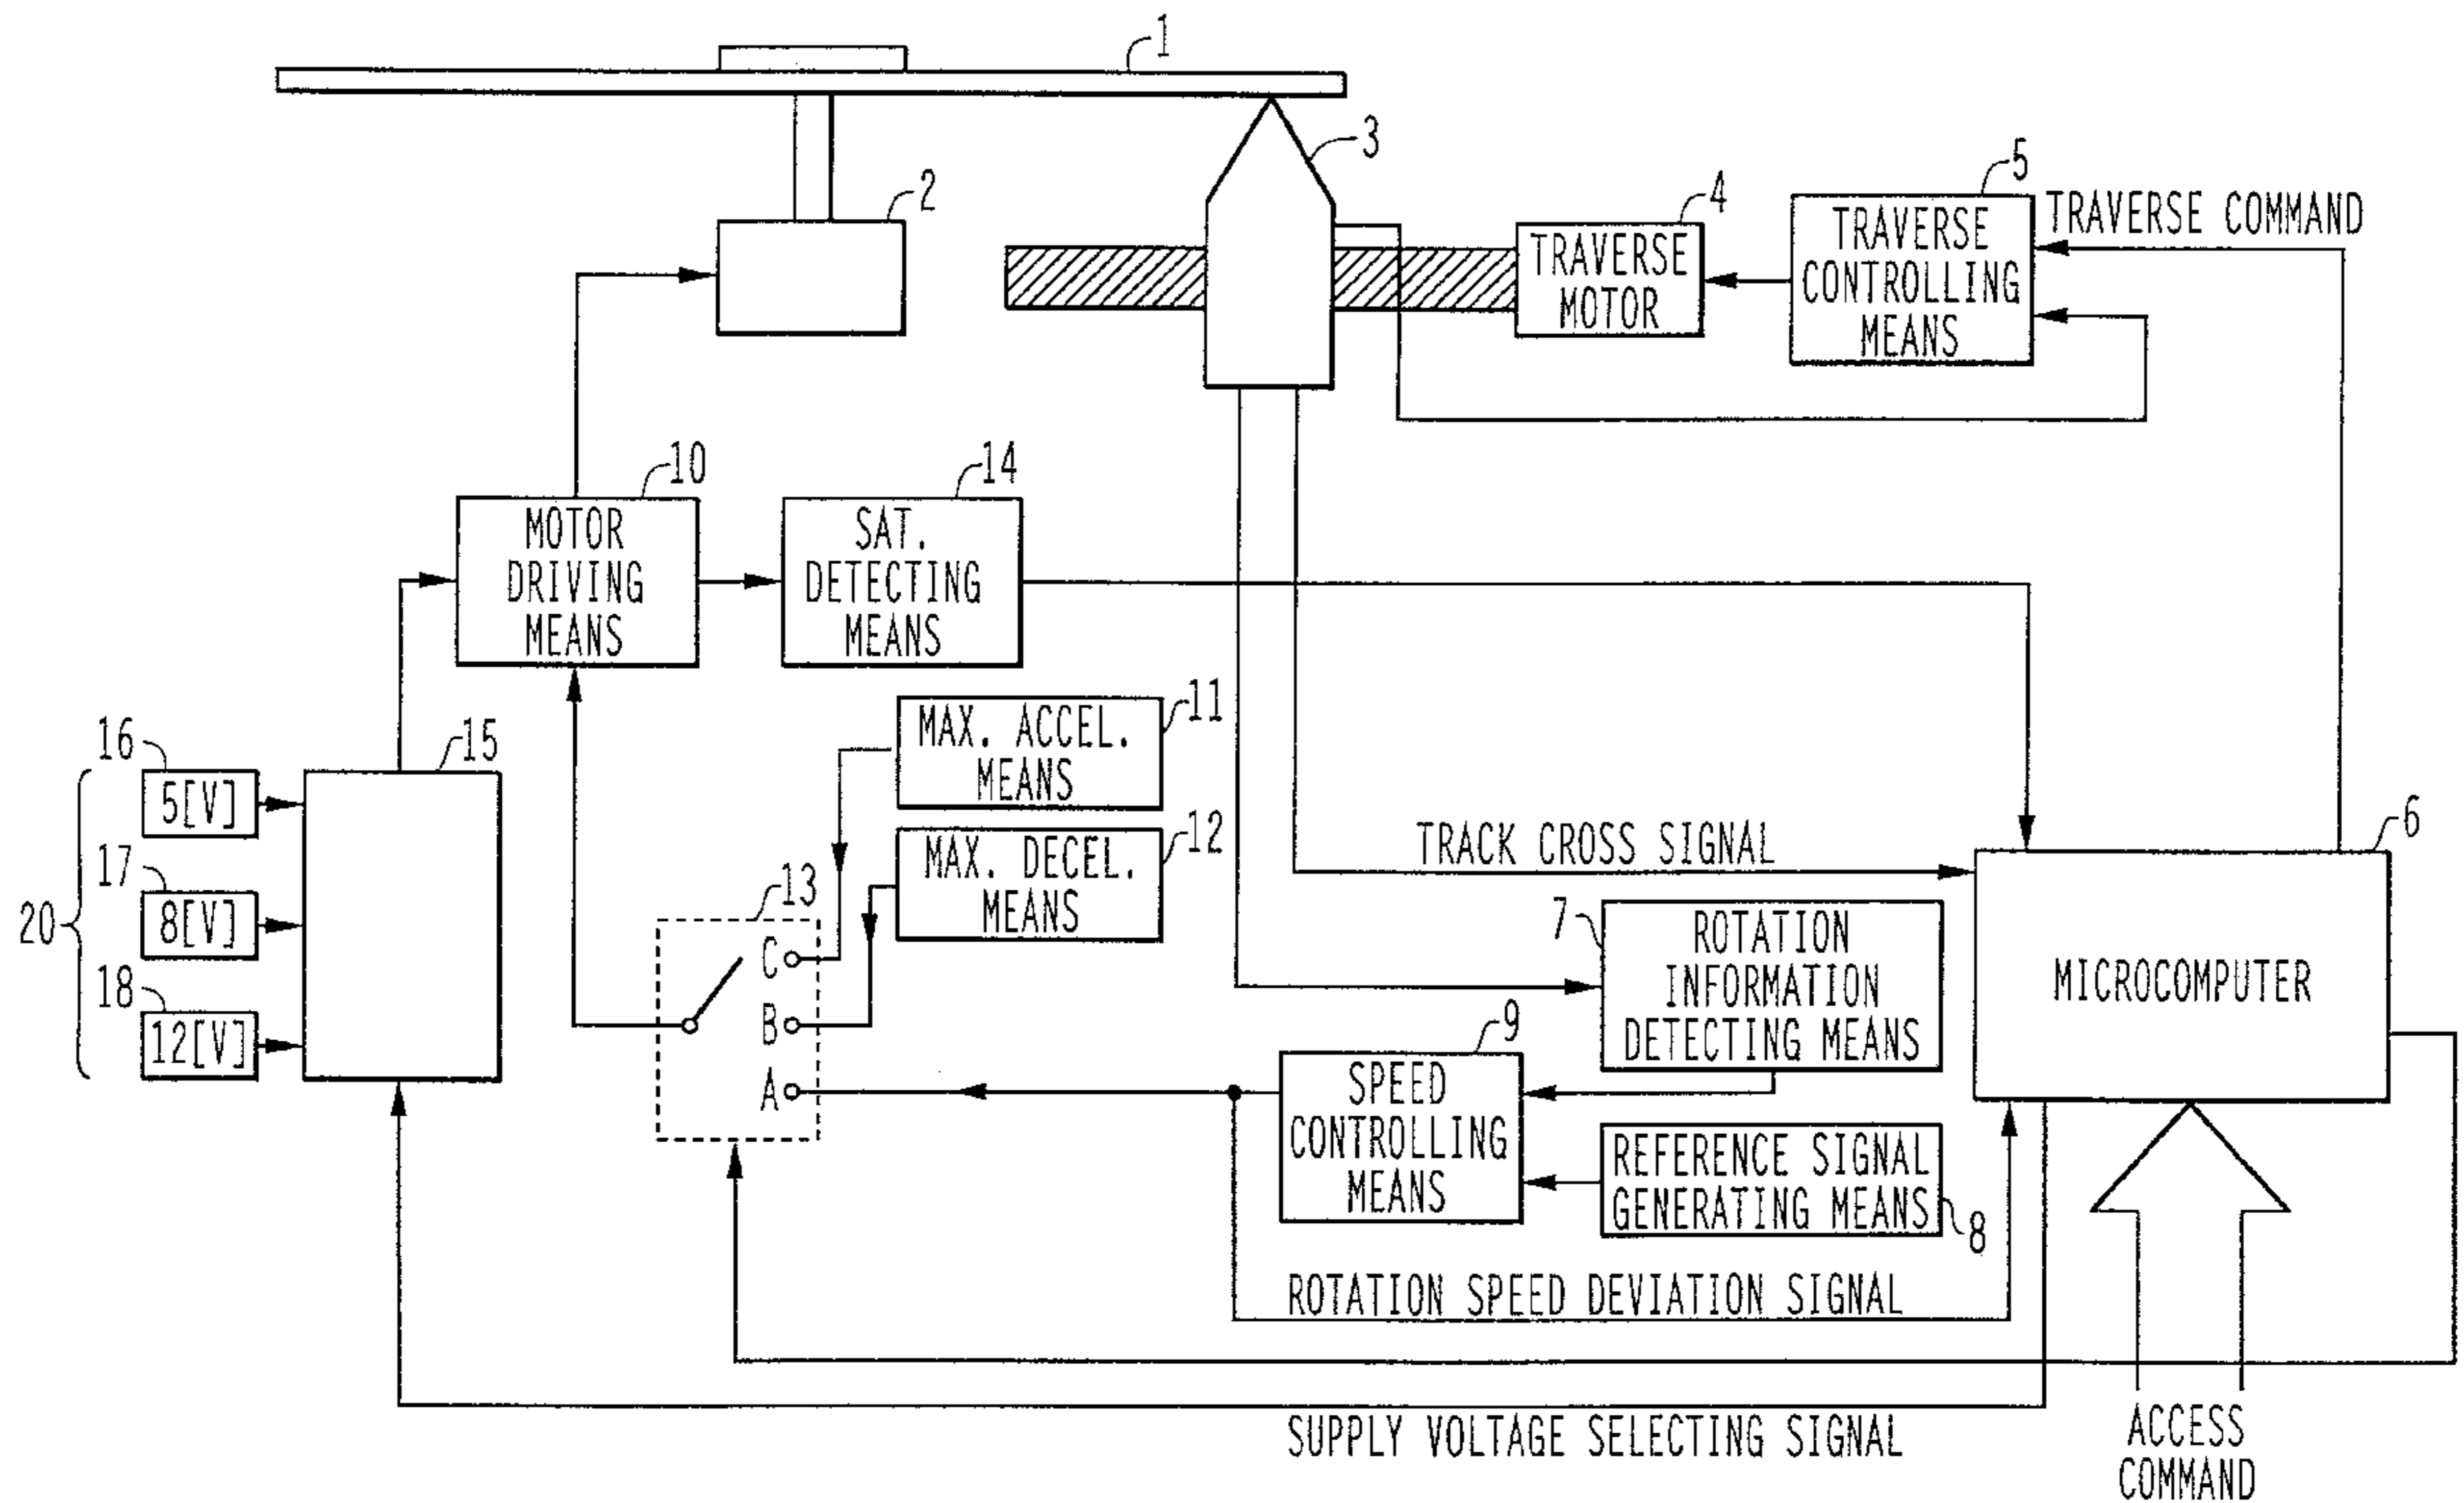 1
3
2
4
5
TRAVERSE COMMAND
TRAVERSE
MOTOR
TRAVERSE
CONTROLLING
MEANS
10
14
MOTOR
DRIVING
MEANS
SAT.
DETECTING
MEANS
11
MAX. ACCEL.
MEANS
12
MAX. DECEL.
MEANS
16
5[V]
15
17
8[V]
20
18
12[V]
13
C
B
A
TRACK CROSS SIGNAL
6
MICROCOMPUTER
7
ROTATION
INFORMATION
DETECTING MEANS
9
SPEED
CONTROLLING
MEANS
REFERENCE SIGNAL
GENERATING MEANS
8
ROTATION SPEED DEVIATION SIGNAL
SUPPLY VOLTAGE SELECTING SIGNAL
ACCESS
COMMAND